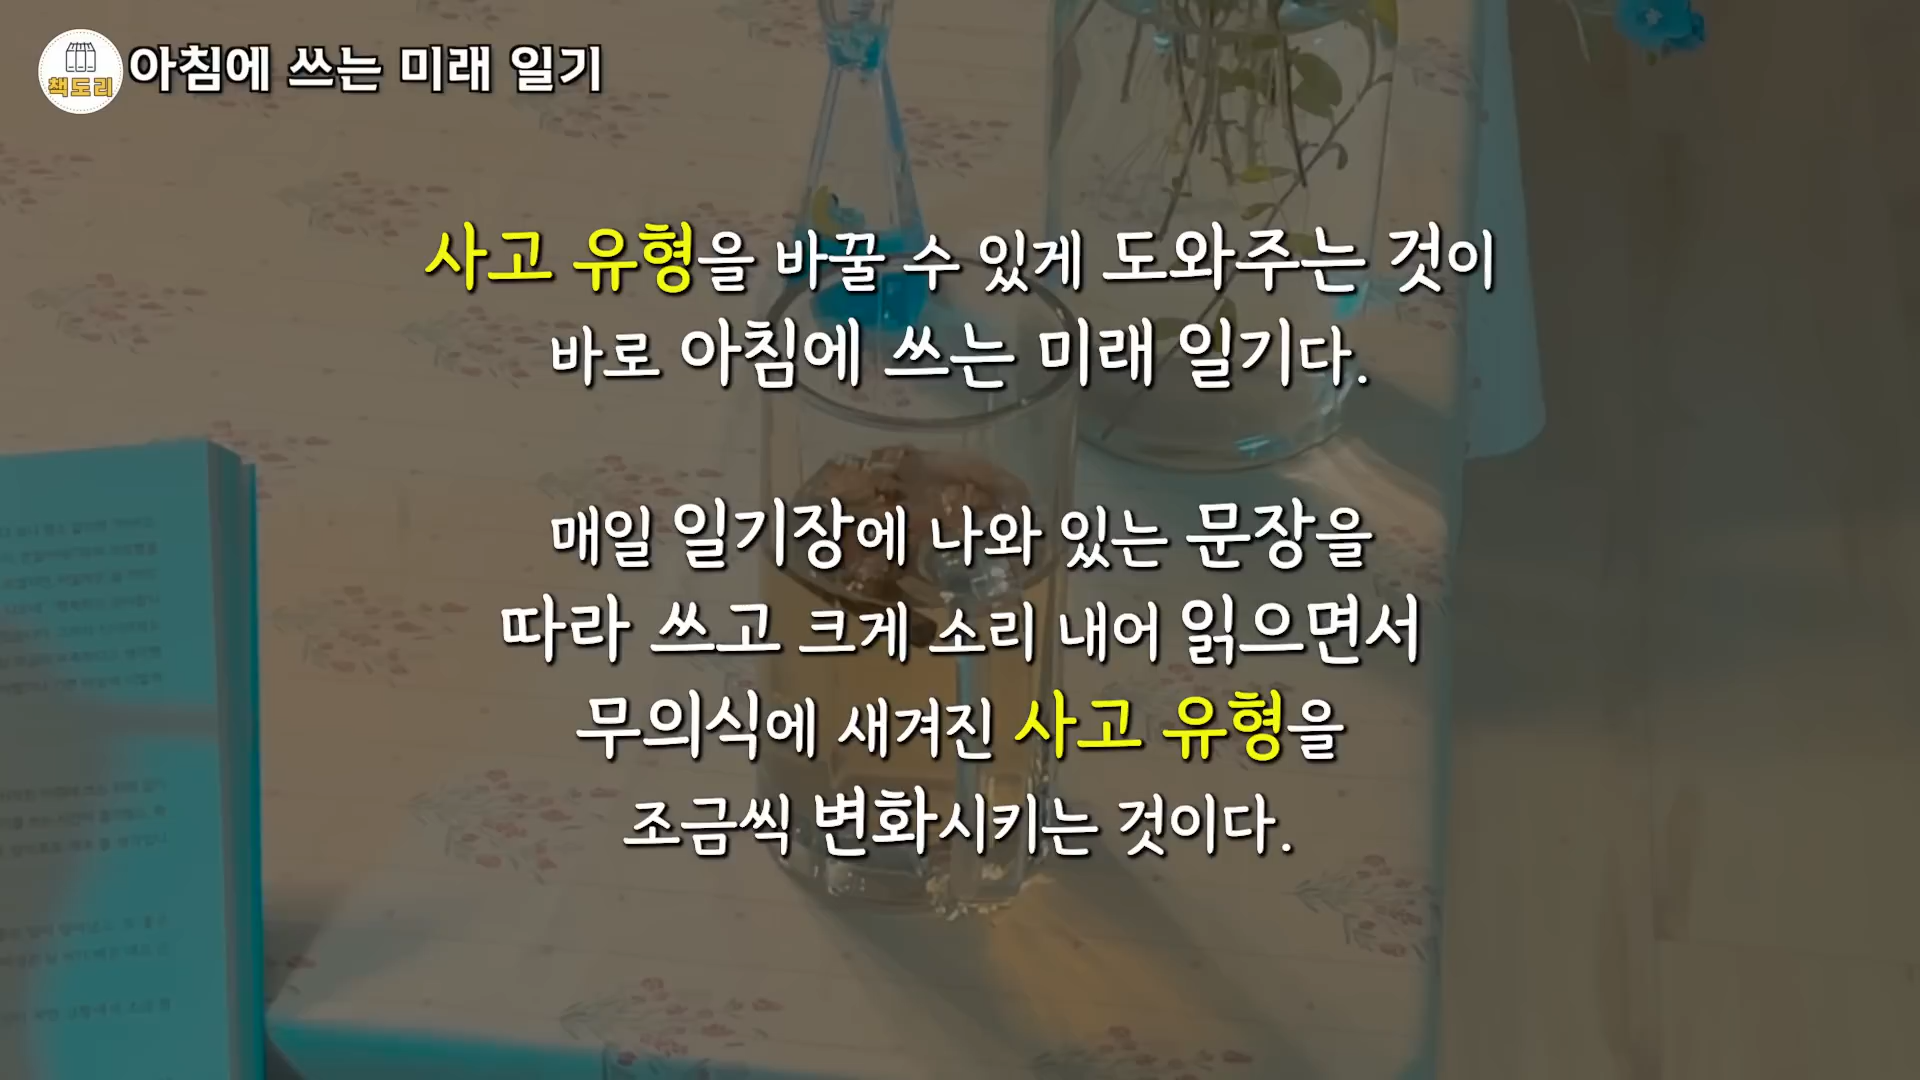 책도리
아침에 쓰는 미래 일기
사고 유형을 바꿀 수 있게 도와주는 것이
바로 아침에 쓰는 미래 일기다.
매일 일기장에 나와 있는 문장을
따라 쓰고 크게 소리 내어 읽으면서
무의식에 새겨진 사고 유형을
조금씩 변화시키는 것이다.